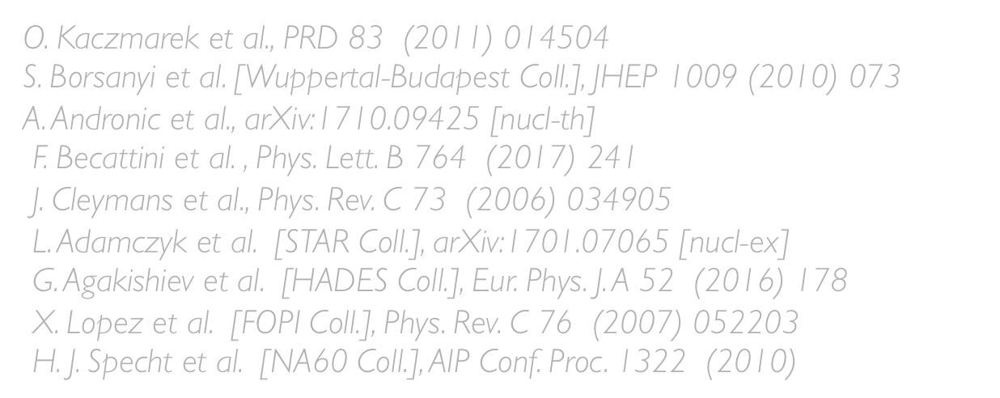 O. Kaczmarek et al., PRD 83 (2011) 014504
S. Borsanyi et al. [Wuppertal-Budapest Coll.], JHEP 1009 (2010) 073
A. Andronic et al., arXiv:1710.09425 [nucl-th]
F. Becattini et al. , Phys. Lett. B 764 (2017) 241
J. Cleymans et al., Phys. Rev. C 73 (2006) 034905
L. Adamczyk et al. [STAR Coll.], arXiv:1701.07065 [nucl-ex]
G. Agakishiev et al. [HADES Coll.], Eur. Phys. J. A 52 (2016) 178
X. Lopez et al. [FOPI Coll.], Phys. Rev. C 76 (2007) 052203
H. J. Specht et al. [NA60 Coll.], AIP Conf. Proc. 1322 (2010)